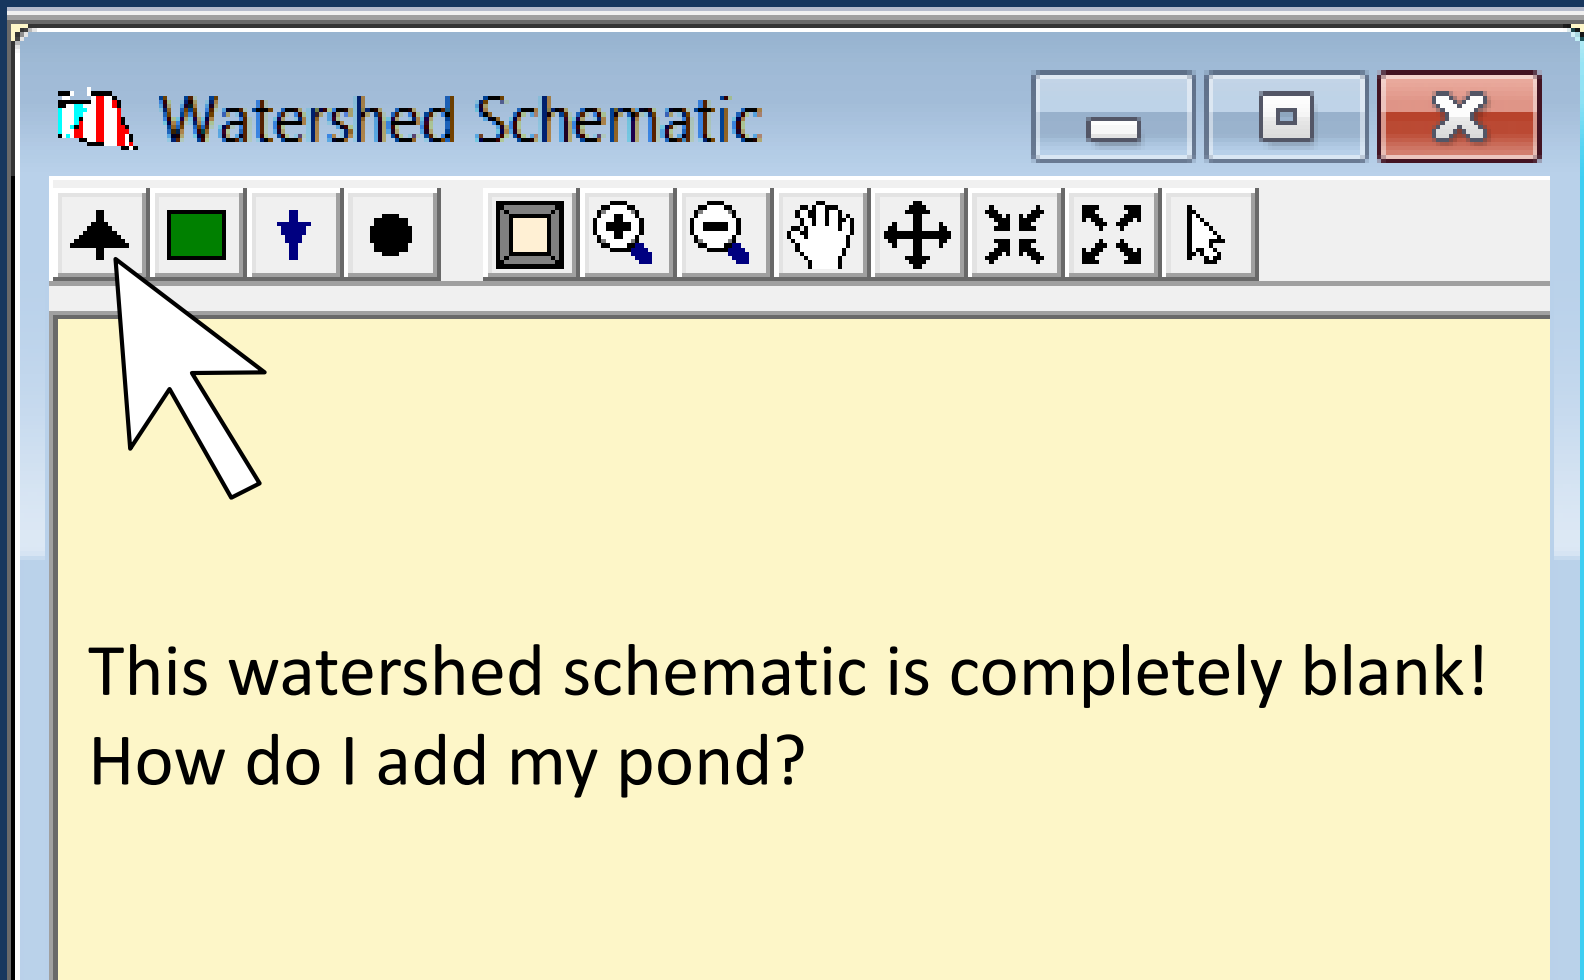 Watershed Schematic
This watershed schematic is completely blank!
How do I add my pond?